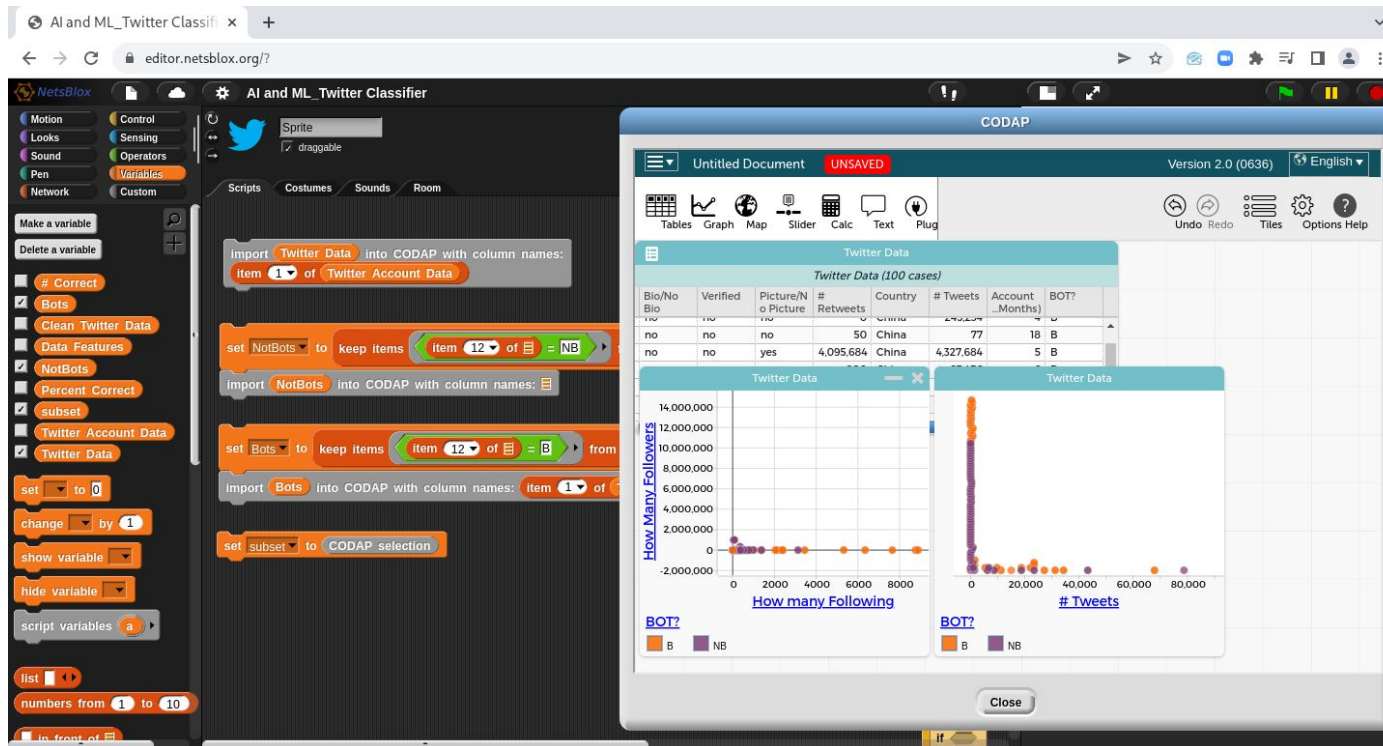 AI and ML_Twitter Classifi
editor.netsblox.org/?
NetsBlox
AI and ML_Twitter Classifier
Motion Control
Looks Sensing
Sound Operators
Pen Variables
Network Custom
Make a variable
Delete a variable
# Correct
Bots
Clean Twitter Data
Data Features
NotBots
Percent Correct
subset
Twitter Account Data
Twitter Data
set to 0
change by 1
show variable
hide variable
script variables a
list
numbers from 1 to 10
in front of
Sprite
draggable
Scripts Costumes Sounds Room
import Twitter Data into CODAP with column names:
item 1 of Twitter Account Data
set NotBots to keep items item 12 of = NB
import NotBots into CODAP with column names:
set Bots to keep items item 12 of = B from
import Bots into CODAP with column names: item 1 of
set subset to CODAP selection
if
CODAP
Untitled Document UNSAVED Version 2.0 (0636) English
Tables Graph Map Slider Calc Text Plug Undo Redo Tiles Options Help
Twitter Data
Twitter Data (100 cases)
Bio/No Verified Picture/N # Country # Tweets Account BOT?
Bio o Picture Retweets ...Months)
no no no 50 China 77 18 B
no no yes 4,095,684 China 4,327,684 5 B
Twitter Data
14,000,000
12,000,000
10,000,000
8,000,000
6,000,000
4,000,000
2,000,000
0
-2,000,000
How Many Followers
0 2000 4000 6000 8000
How many Following
BOT?
B NB
Twitter Data
0 20,000 40,000 60,000 80,000
# Tweets
BOT?
B NB
Close